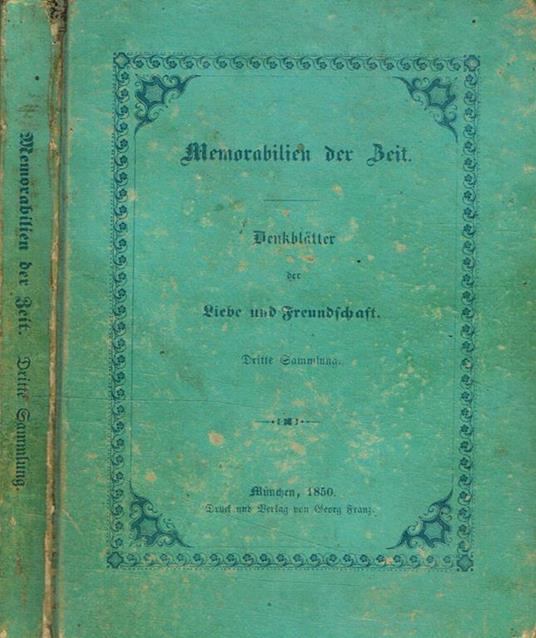 Memorabilien der Zeit. Dritte Sammlung.
Memorabilien der Zeit.
Denkblätter
der
Liebe und Freundschaft.
Dritte Sammlung.
München, 1850.
Druck und Verlag von Georg Franz.